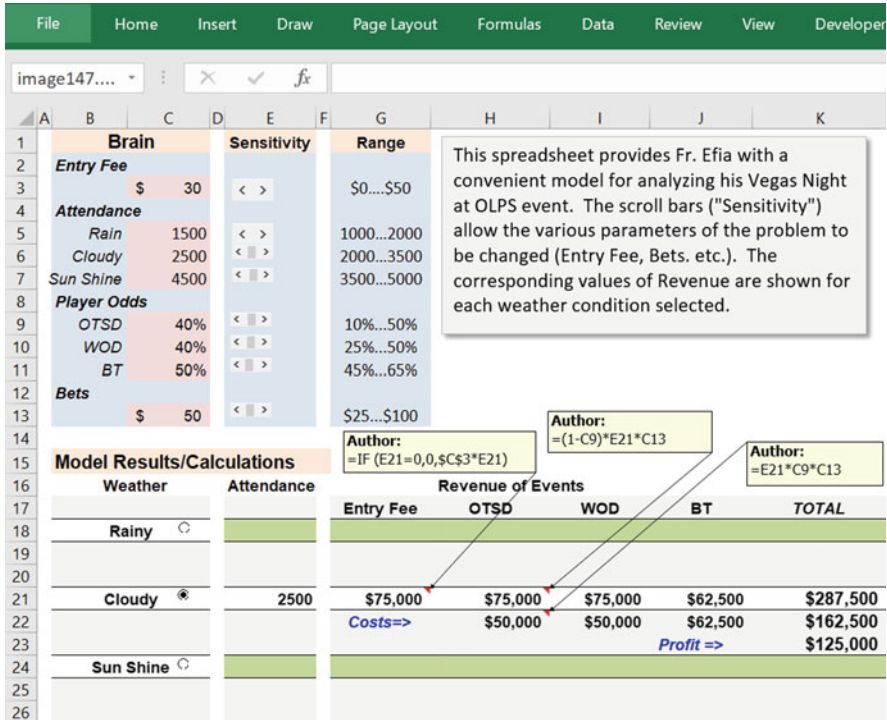 File Home Insert Draw Page Layout Formulas Data Review View Developer
image147.... fx
A B C D E F G H I J K
1 Brain Sensitivity Range
2 Entry Fee
3 $ 30 < > $0....$50
4 Attendance
5 Rain 1500 < > 1000...2000
6 Cloudy 2500 < > 2000...3500
7 Sun Shine 4500 < > 3500...5000
8 Player Odds
9 OTSD 40% < > 10%...50%
10 WOD 40% < > 25%...50%
11 BT 50% < > 45%...65%
12 Bets
13 $ 50 < > $25...$100
This spreadsheet provides Fr. Efia with a
convenient model for analyzing his Vegas Night
at OLPS event. The scroll bars ("Sensitivity")
allow the various parameters of the problem to
be changed (Entry Fee, Bets. etc.). The
corresponding values of Revenue are shown for
each weather condition selected.
14
Author:
=IF (E21=0,0,$C$3*E21)
Author:
=(1-C9)*E21*C13
Author:
=E21*C9*C13
15 Model Results/Calculations
16 Weather Attendance Revenue of Events
17 Entry Fee OTSD WOD BT TOTAL
18 Rainy
19
20
21 Cloudy 2500 $75,000 $75,000 $75,000 $62,500 $287,500
22 Costs=> $50,000 $50,000 $62,500 $162,500
23 Profit => $125,000
24 Sun Shine
25
26